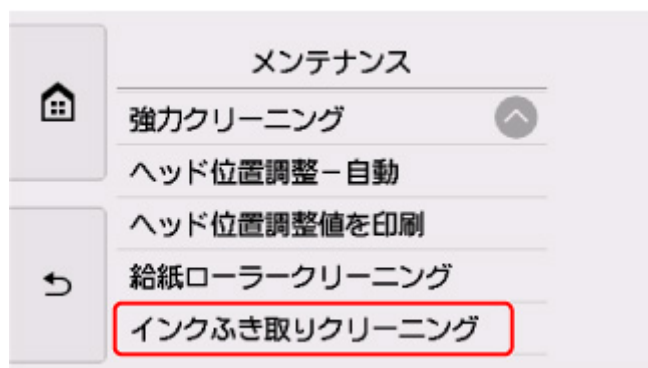 メンテナンス
強力クリーニング
ヘッド位置調整－自動
ヘッド位置調整値を印刷
給紙ローラークリーニング
インクふき取りクリーニング